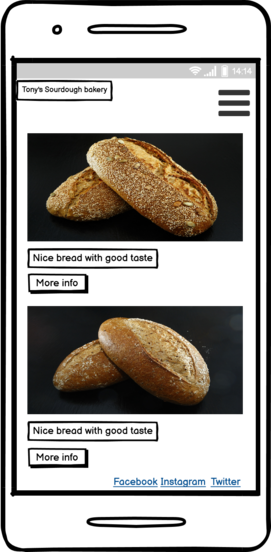 14:14
Tony's Sourdough bakery
Nice bread with good taste
More info
Nice bread with good taste
More info
Facebook Instagram Twitter